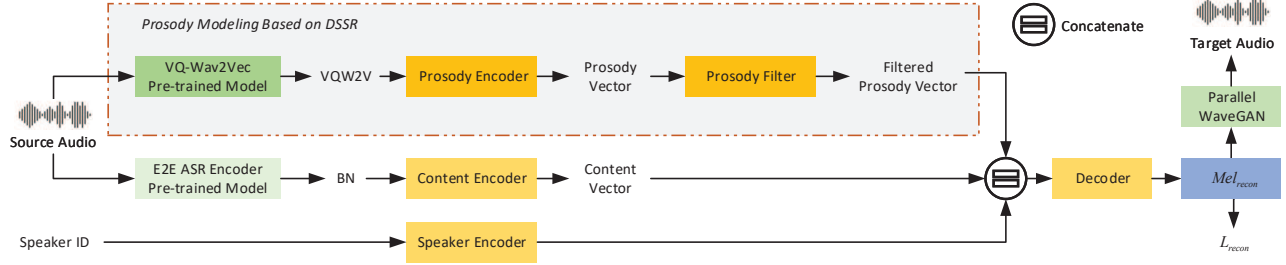 Prosody Modeling Based on DSSR
Concatenate
Target Audio
VQ-Wav2Vec
Pre-trained Model
VQW2V
Prosody Encoder
Prosody
Vector
Prosody Filter
Filtered
Prosody Vector
Parallel
WaveGAN
Source Audio
E2E ASR Encoder
Pre-trained Model
BN
Content Encoder
Content
Vector
Decoder
Mel_recon
Speaker ID
Speaker Encoder
L_recon